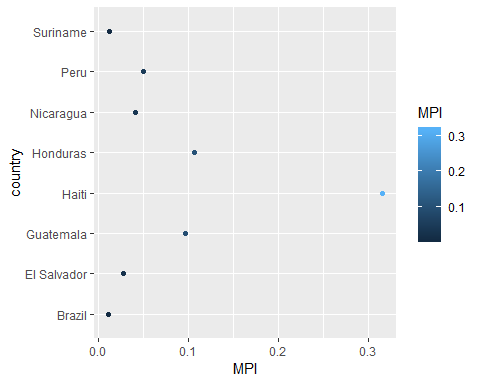 Suriname
Peru
Nicaragua
Honduras
Haiti
Guatemala
El Salvador
Brazil
country
0.0 0.1 0.2 0.3
MPI
MPI
0.3
0.2
0.1